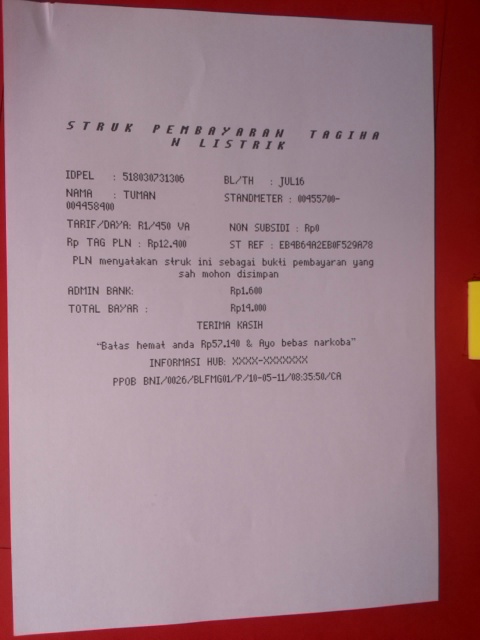 STRUK PEMBAYARAN TAGIHA
N LISTRIK
IDPEL : 518030731306 BL/TH : JUL16
NAMA : TUMAN STANDMETER : 00455700-
004458400
TARIF/DAYA: R1/450 VA NON SUBSIDI : Rp0
Rp TAG PLN : Rp12.400 ST REF : EB4B64A2EB0F529A78
PLN menyatakan struk ini sebagai bukti pembayaran yang
sah mohon disimpan
ADMIN BANK: Rp1.600
TOTAL BAYAR : Rp14.000
TERIMA KASIH
"Batas hemat anda Rp57.140 & Ayo bebas narkoba"
INFORMASI HUB: XXXX-XXXXXXX
PPOB BNI/0026/BLFMG01/P/10-05-11/08:35:50/CA